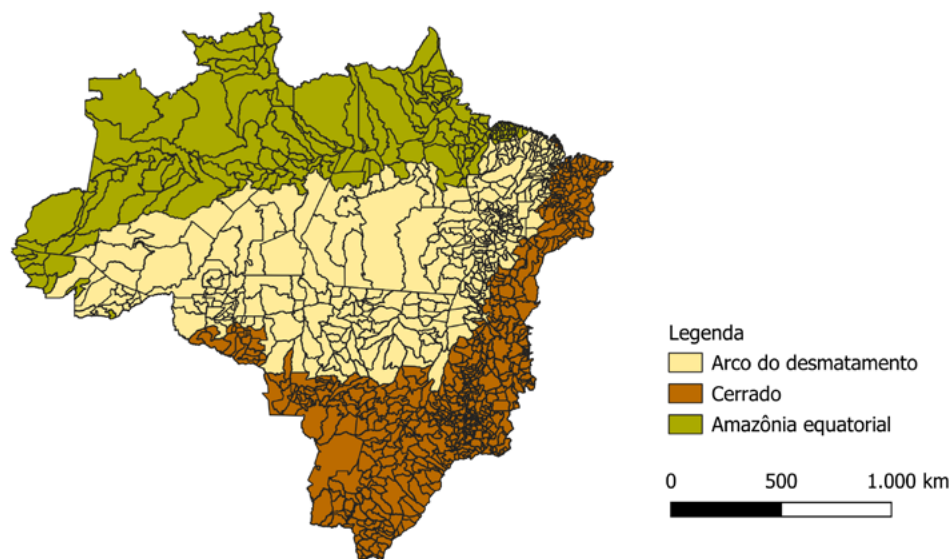 Legenda
Arco do desmatamento
Cerrado
Amazônia equatorial
0 500 1.000 km